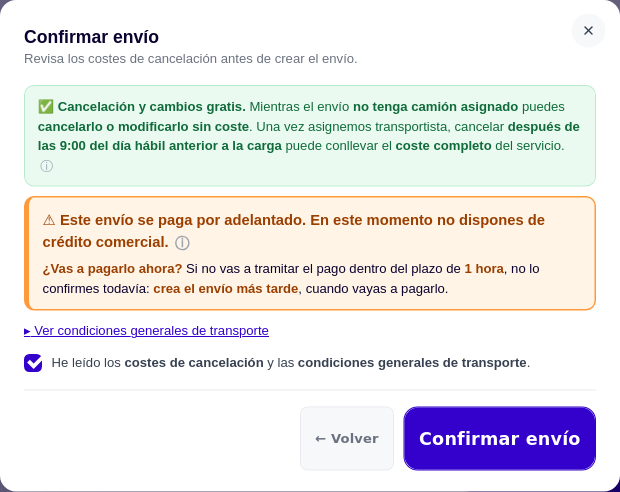 Confirmar envío
Revisa los costes de cancelación antes de crear el envío.
✅ Cancelación y cambios gratis. Mientras el envío no tenga camión asignado puedes
cancelarlo o modificarlo sin coste. Una vez asignemos transportista, cancelar después de
las 9:00 del día hábil anterior a la carga puede conllevar el coste completo del servicio.
ⓘ
⚠ Este envío se paga por adelantado. En este momento no dispones de
crédito comercial. ⓘ
¿Vas a pagarlo ahora? Si no vas a tramitar el pago dentro del plazo de 1 hora, no lo
confirmes todavía: crea el envío más tarde, cuando vayas a pagarlo.
▸ Ver condiciones generales de transporte
He leído los costes de cancelación y las condiciones generales de transporte.
← Volver
Confirmar envío